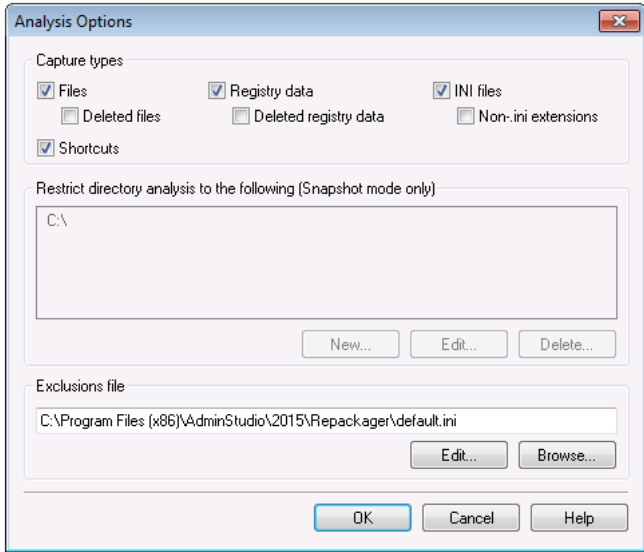 Analysis Options
Capture types
Files Registry data INI files
Deleted files Deleted registry data Non-.ini extensions
Shortcuts
Restrict directory analysis to the following (Snapshot mode only)
C:\
New... Edit... Delete...
Exclusions file
C:\Program Files (x86)\AdminStudio\2015\Repackager\default.ini
Edit... Browse...
OK Cancel Help